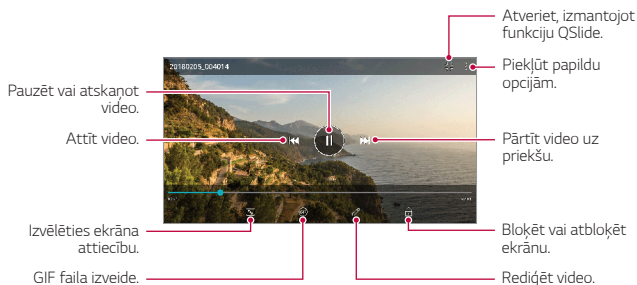 Atveriet, izmantojot
funkciju QSlide.
20180205_004014
Piekļūt papildu
opcijām.
Pauzēt vai atskaņot
video.
Attīt video.
Pārtīt video uz
priekšu.
Izvēlēties ekrāna
attiecību.
Bloķēt vai atbloķēt
ekrānu.
GIF faila izveide.
Rediģēt video.